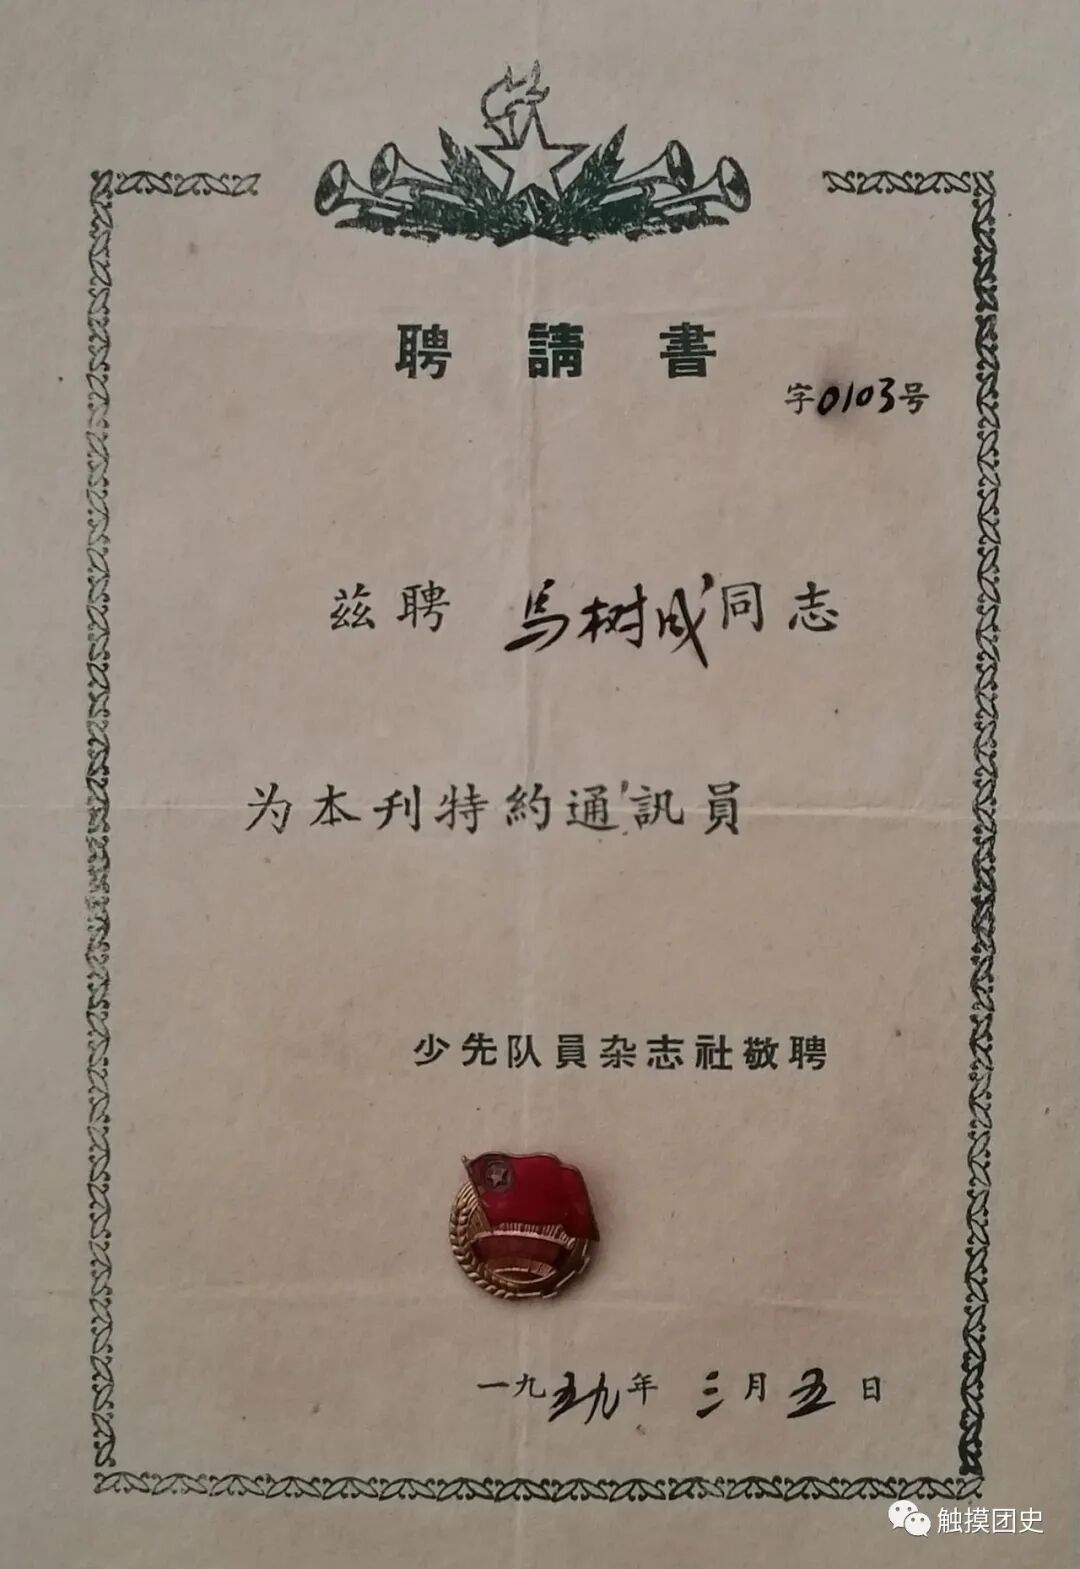 聘請書
字0103号
茲聘 馬树成同志
为本刋特約通訊員
少先队員杂志社敬聘
一九五九年 三月五日
触摸团史